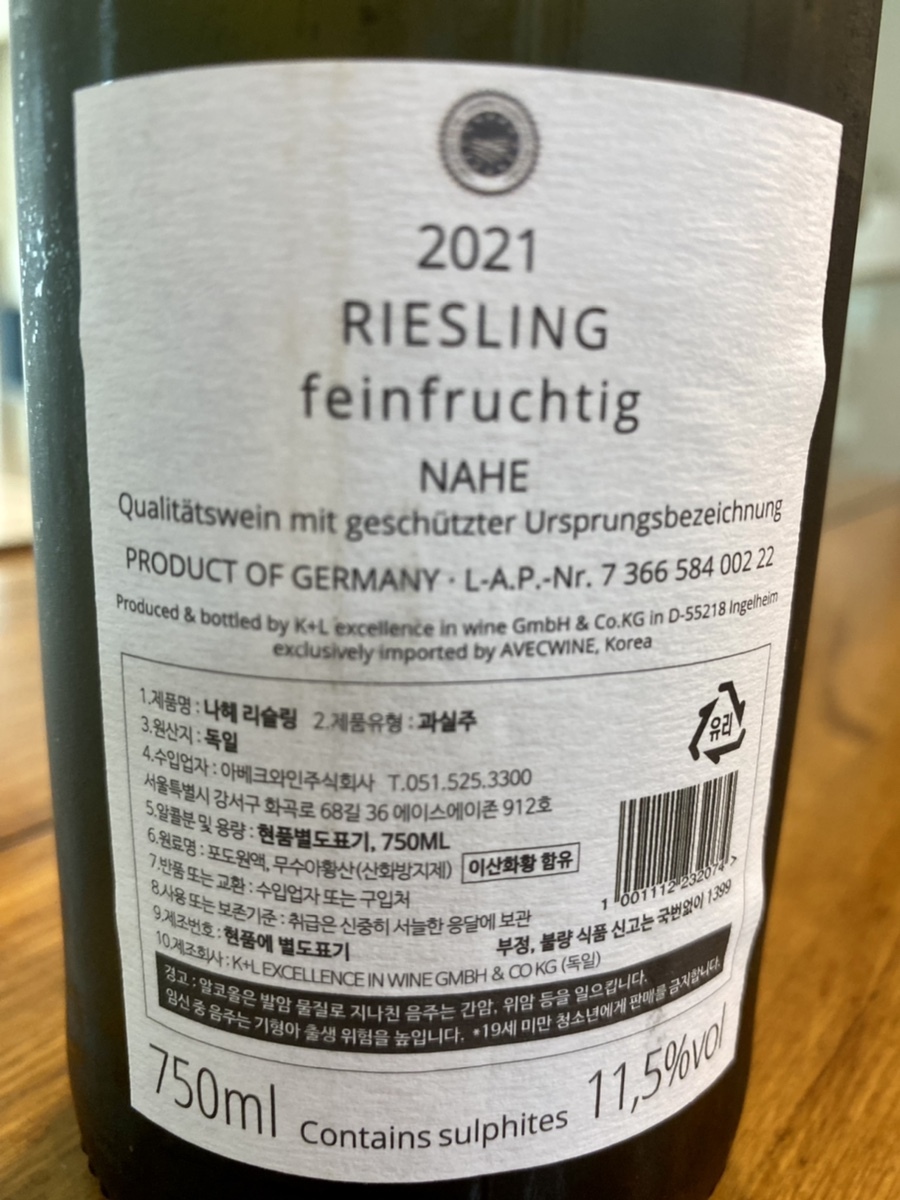 2021
RIESLING
feinfruchtig
NAHE
Qualitätswein mit geschützter Ursprungsbezeichnung
PRODUCT OF GERMANY · L-A.P.-Nr. 7 366 584 002 22
Produced & bottled by K+L excellence in wine GmbH & Co.KG in D-55218 Ingelheim
exclusively imported by AVECWINE, Korea
1.제품명 : 나헤 리슬링 2.제품유형 : 과실주
3.원산지 : 독일
4.수입업자 : 아베크와인주식회사 T.051.525.3300
서울특별시 강서구 화곡로 68길 36 에이스에이존 912호
5.알콜분 및 용량 : 현품별도표기, 750ML
6.원료명 : 포도원액, 무수아황산(산화방지제) 이산화황 함유
7.반품 또는 교환 : 수입업자 또는 구입처
8.사용 또는 보존기준 : 취급은 신중히 서늘한 응달에 보관
9.제조번호 : 현품에 별도표기
10.제조회사 : K+L EXCELLENCE IN WINE GMBH & CO KG (독일)
유리
1 001112 232074 >
부정, 불량 식품 신고는 국번없이 1399
경고 : 알코올은 발암 물질로 지나친 음주는 간암, 위암 등을 일으킵니다.
임신 중 음주는 기형아 출생 위험을 높입니다. *19세 미만 청소년에게 판매를 금지합니다.
750ml Contains sulphites 11,5%vol